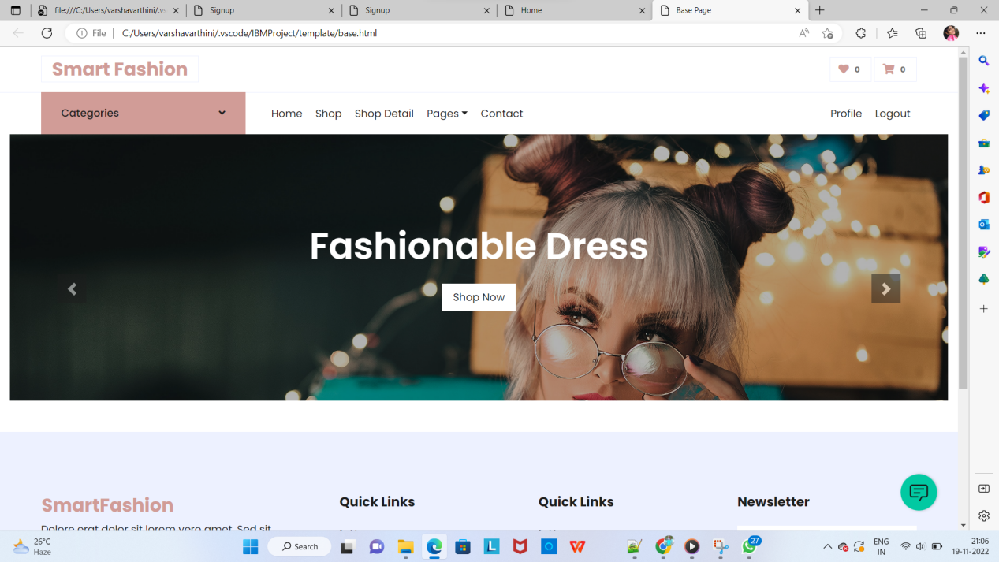 file:///C:/Users/varshavarthini/.vs
Signup
Signup
Home
Base Page
File
C:/Users/varshavarthini/.vscode/IBMProject/template/base.html
Smart Fashion
0
0
Categories
Home
Shop
Shop Detail
Pages
Contact
Profile
Logout
Fashionable Dress
Shop Now
SmartFashion
Quick Links
Quick Links
Newsletter
Dolore erat dolor sit lorem vero amet. Sed sit
26°C
Haze
Search
27
ENG
IN
21:06
19-11-2022